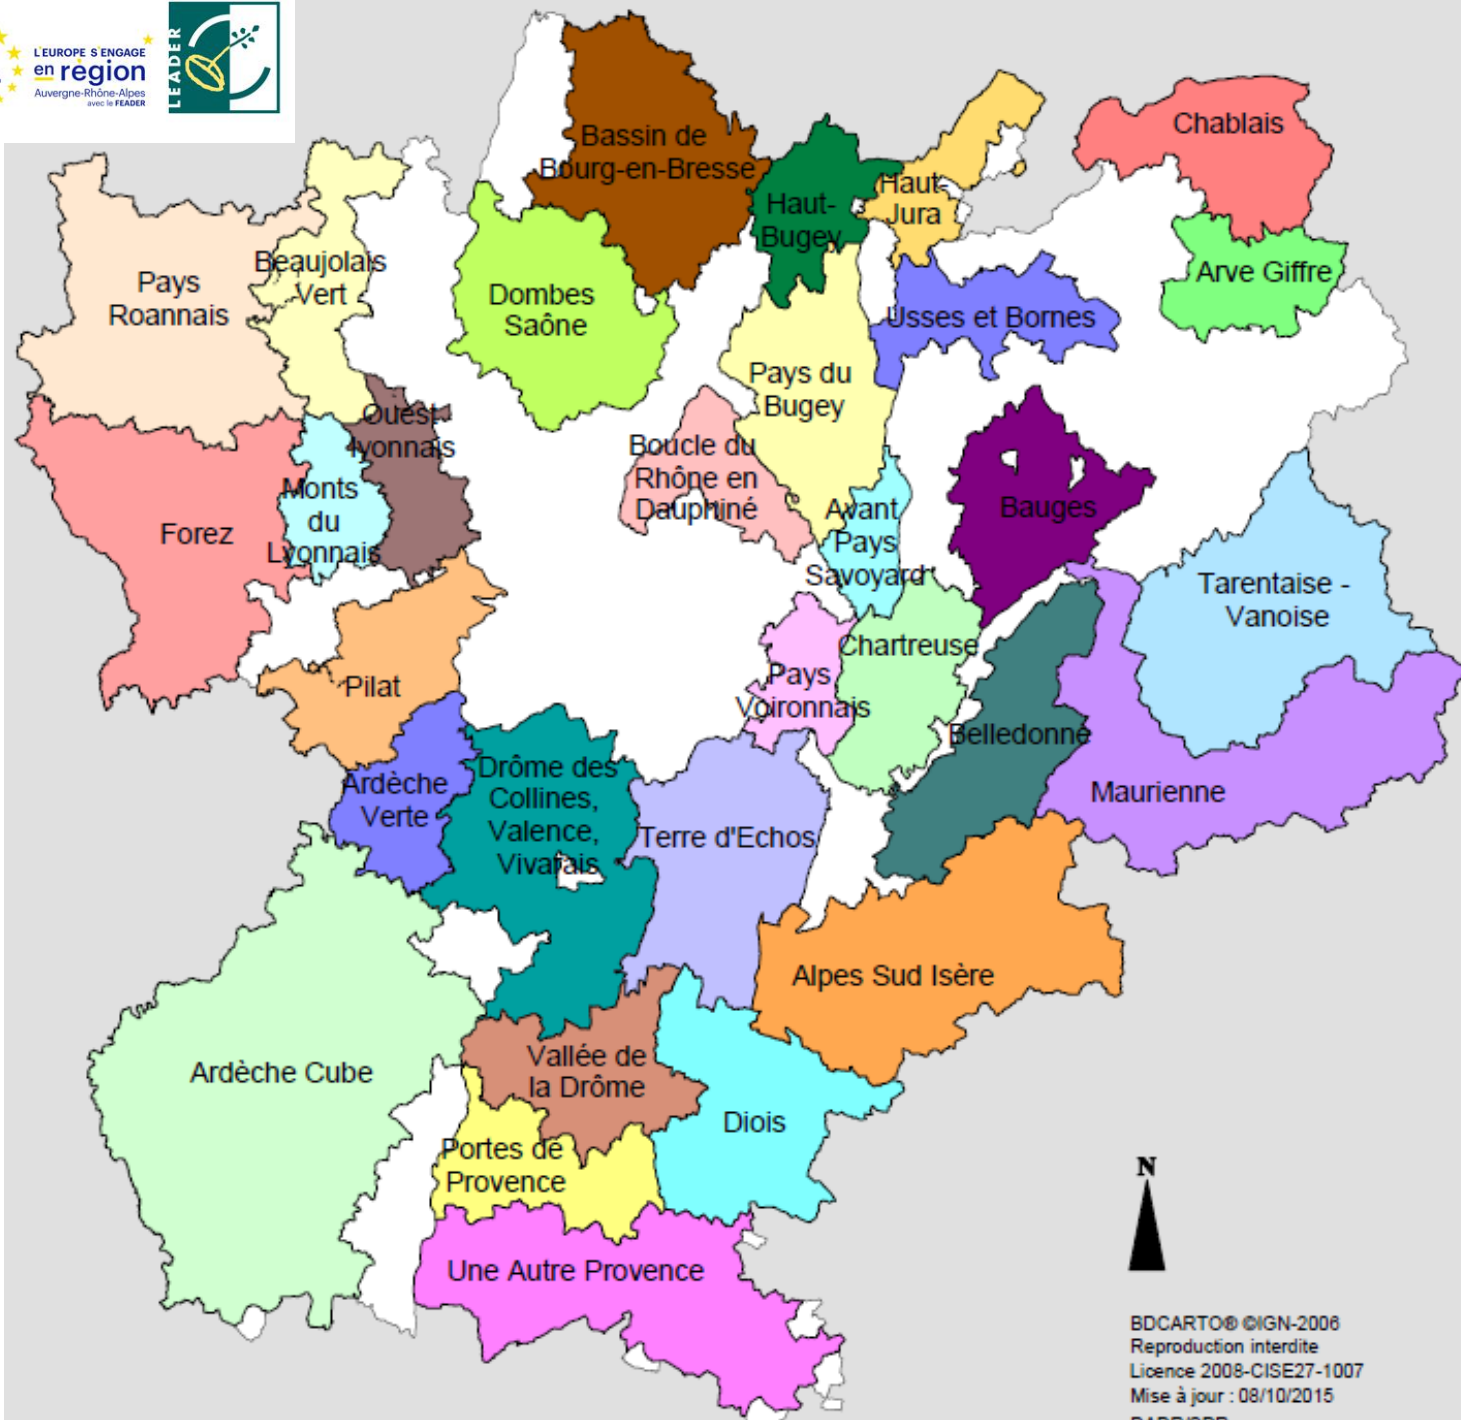 L'EUROPE S'ENGAGE
en région
Auvergne-Rhône-Alpes
avec le FEADER
LEADER
Chablais
Bassin de
Bourg-en-Bresse
Haut-
Jura
Haut-
Bugey
Arve Giffre
Beaujolais
Vert
Pays
Roannais
Dombes
Saône
Usses et Bornes
Pays du
Bugey
Ouest
lyonnais
Boucle du
Rhône en
Dauphiné
Monts
du
Lyonnais
Forez
Avant
Pays
Savoyard
Bauges
Tarentaise -
Vanoise
Chartreuse
Pilat
Pays
Voironnais
Belledonne
Maurienne
Ardèche
Verte
Drôme des
Collines,
Valence,
Vivarais
Terre d'Echos
Alpes Sud Isère
Ardèche Cube
Vallée de
la Drôme
Diois
Portes de
Provence
Une Autre Provence
N
BDCARTO® ©IGN-2006
Reproduction interdite
Licence 2008-CISE27-1007
Mise à jour : 08/10/2015